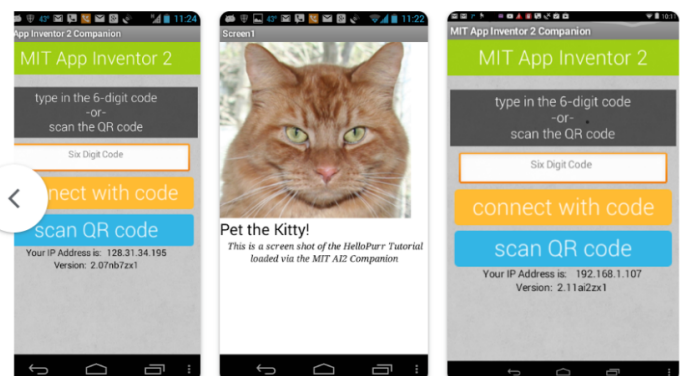 43° 11:24
App Inventor 2 Companion
MIT App Inventor 2
type in the 6-digit code
-or-
scan the QR code
Six Digit Code
nnect with code
scan QR code
Your IP Address is: 128.31.34.195
Version: 2.07nb7zx1
43° 11:22
Screen1
Pet the Kitty!
This is a screen shot of the HelloPurr Tutorial
loaded via the MIT AI2 Companion
10:11
MIT App Inventor 2 Companion
MIT App Inventor 2
type in the 6-digit code
-or-
scan the QR code
Six Digit Code
connect with code
scan QR code
Your IP Address is: 192.168.1.107
Version: 2.11ai2zx1